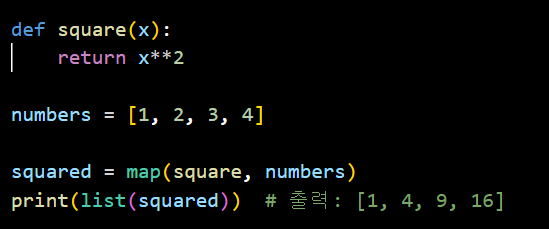 def square(x):
    return x**2
numbers = [1, 2, 3, 4]
squared = map(square, numbers)
print(list(squared))  # 출력: [1, 4, 9, 16]